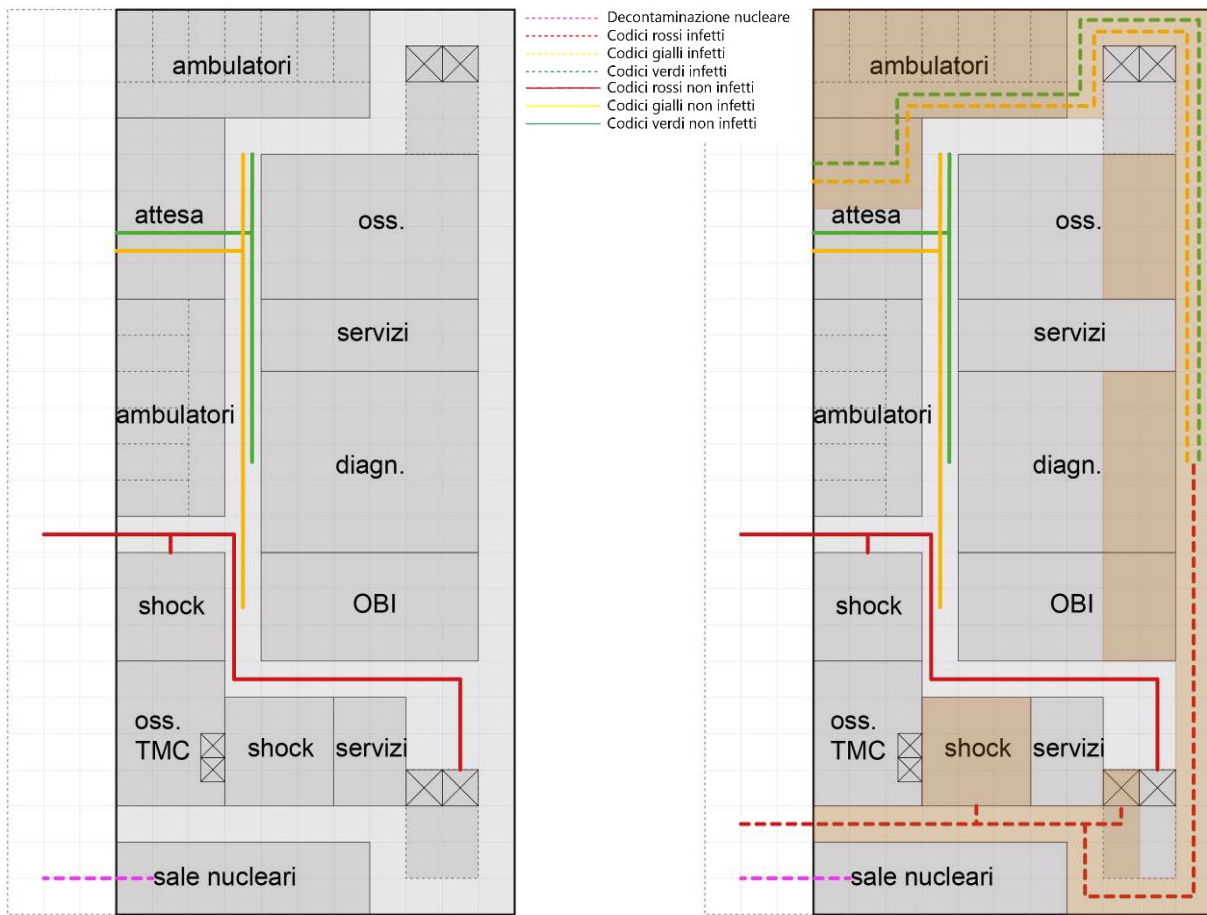 ambulatori
attesa
oss.
servizi
ambulatori
diagn.
shock
OBI
oss.
TMC
shock
servizi
sale nucleari
Decontaminazione nucleare
Codici rossi infetti
Codici gialli infetti
Codici verdi infetti
Codici rossi non infetti
Codici gialli non infetti
Codici verdi non infetti
ambulatori
attesa
oss.
servizi
ambulatori
diagn.
shock
OBI
oss.
TMC
shock
servizi
sale nucleari